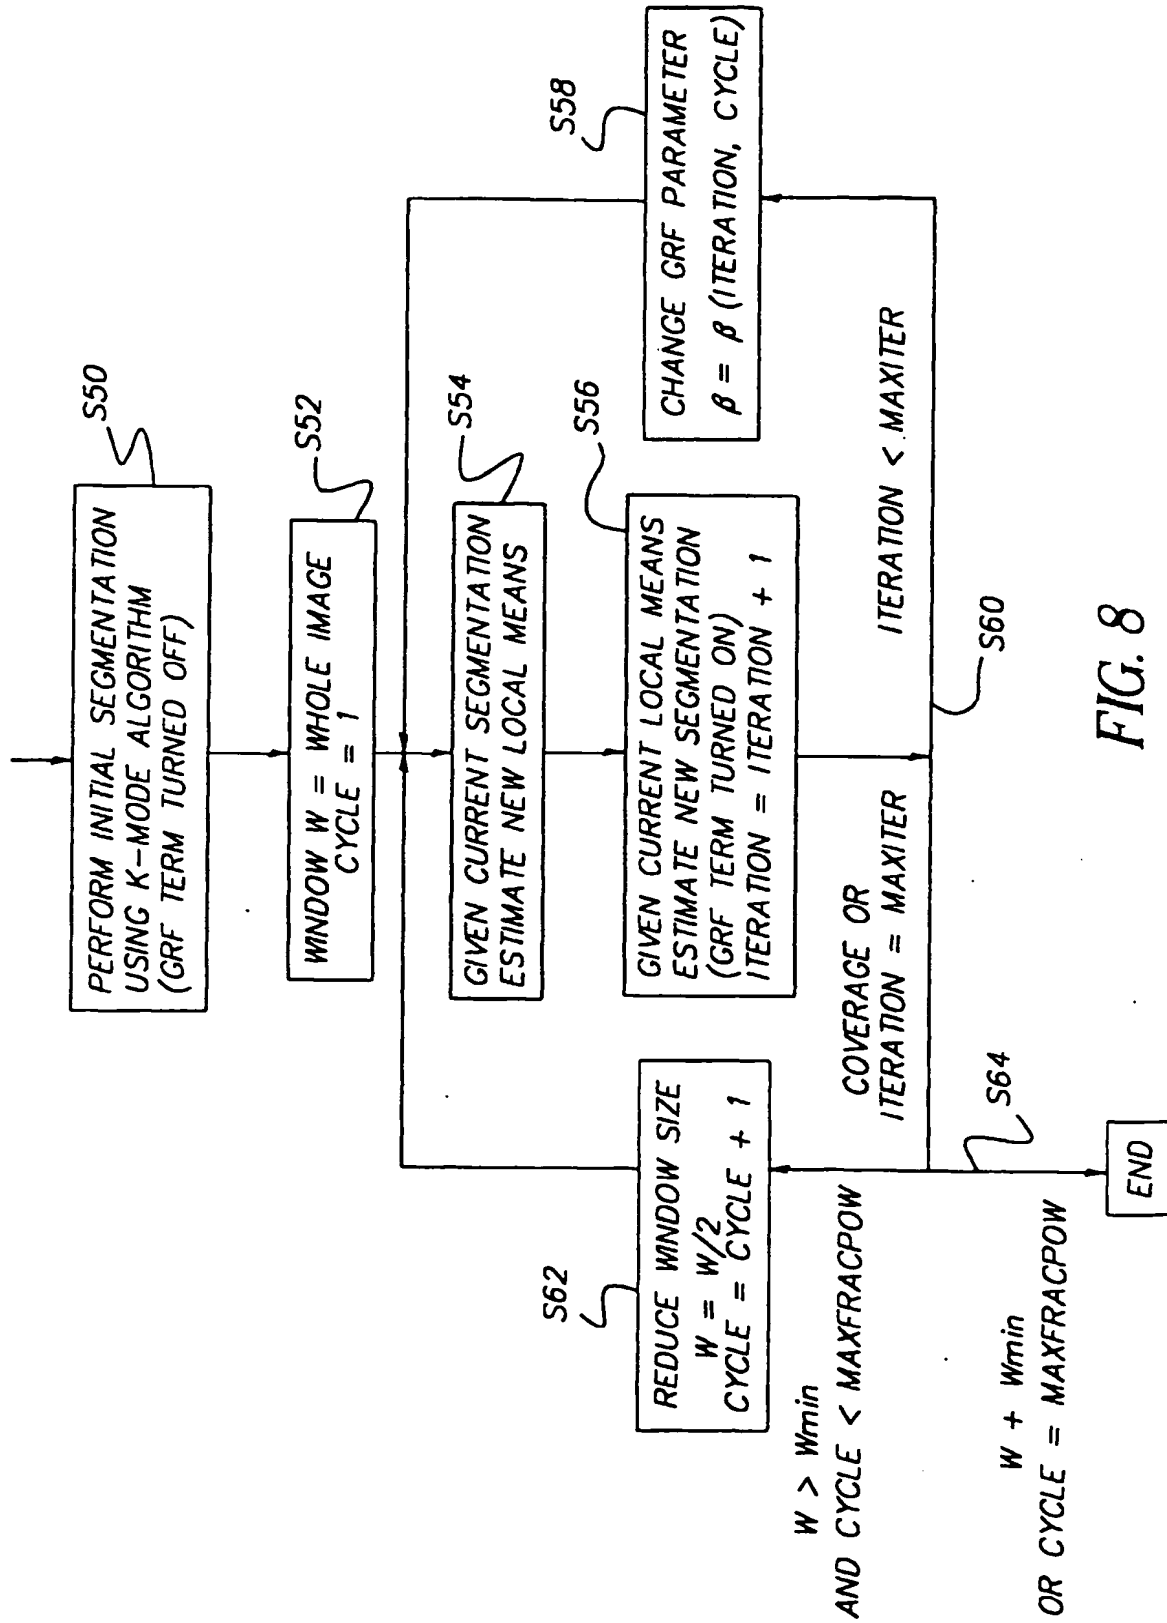 PERFORM INITIAL SEGMENTATION
USING K-MODE ALGORITHM
(GRF TERM TURNED OFF)
S50
WINDOW W = WHOLE IMAGE
CYCLE = 1
S52
GIVEN CURRENT SEGMENTATION
ESTIMATE NEW LOCAL MEANS
S54
GIVEN CURRENT LOCAL MEANS
ESTIMATE NEW SEGMENTATION
(GRF TERM TURNED ON)
ITERATION = ITERATION + 1
S56
CHANGE GRF PARAMETER
β = β (ITERATION, CYCLE)
S58
REDUCE WINDOW SIZE
W = W/2
CYCLE = CYCLE + 1
S62
COVERAGE OR
ITERATION = MAXITER
ITERATION < MAXITER
S60
W > Wmin
AND CYCLE < MAXFRACPOW
S64
W + Wmin
OR CYCLE = MAXFRACPOW
END
FIG. 8